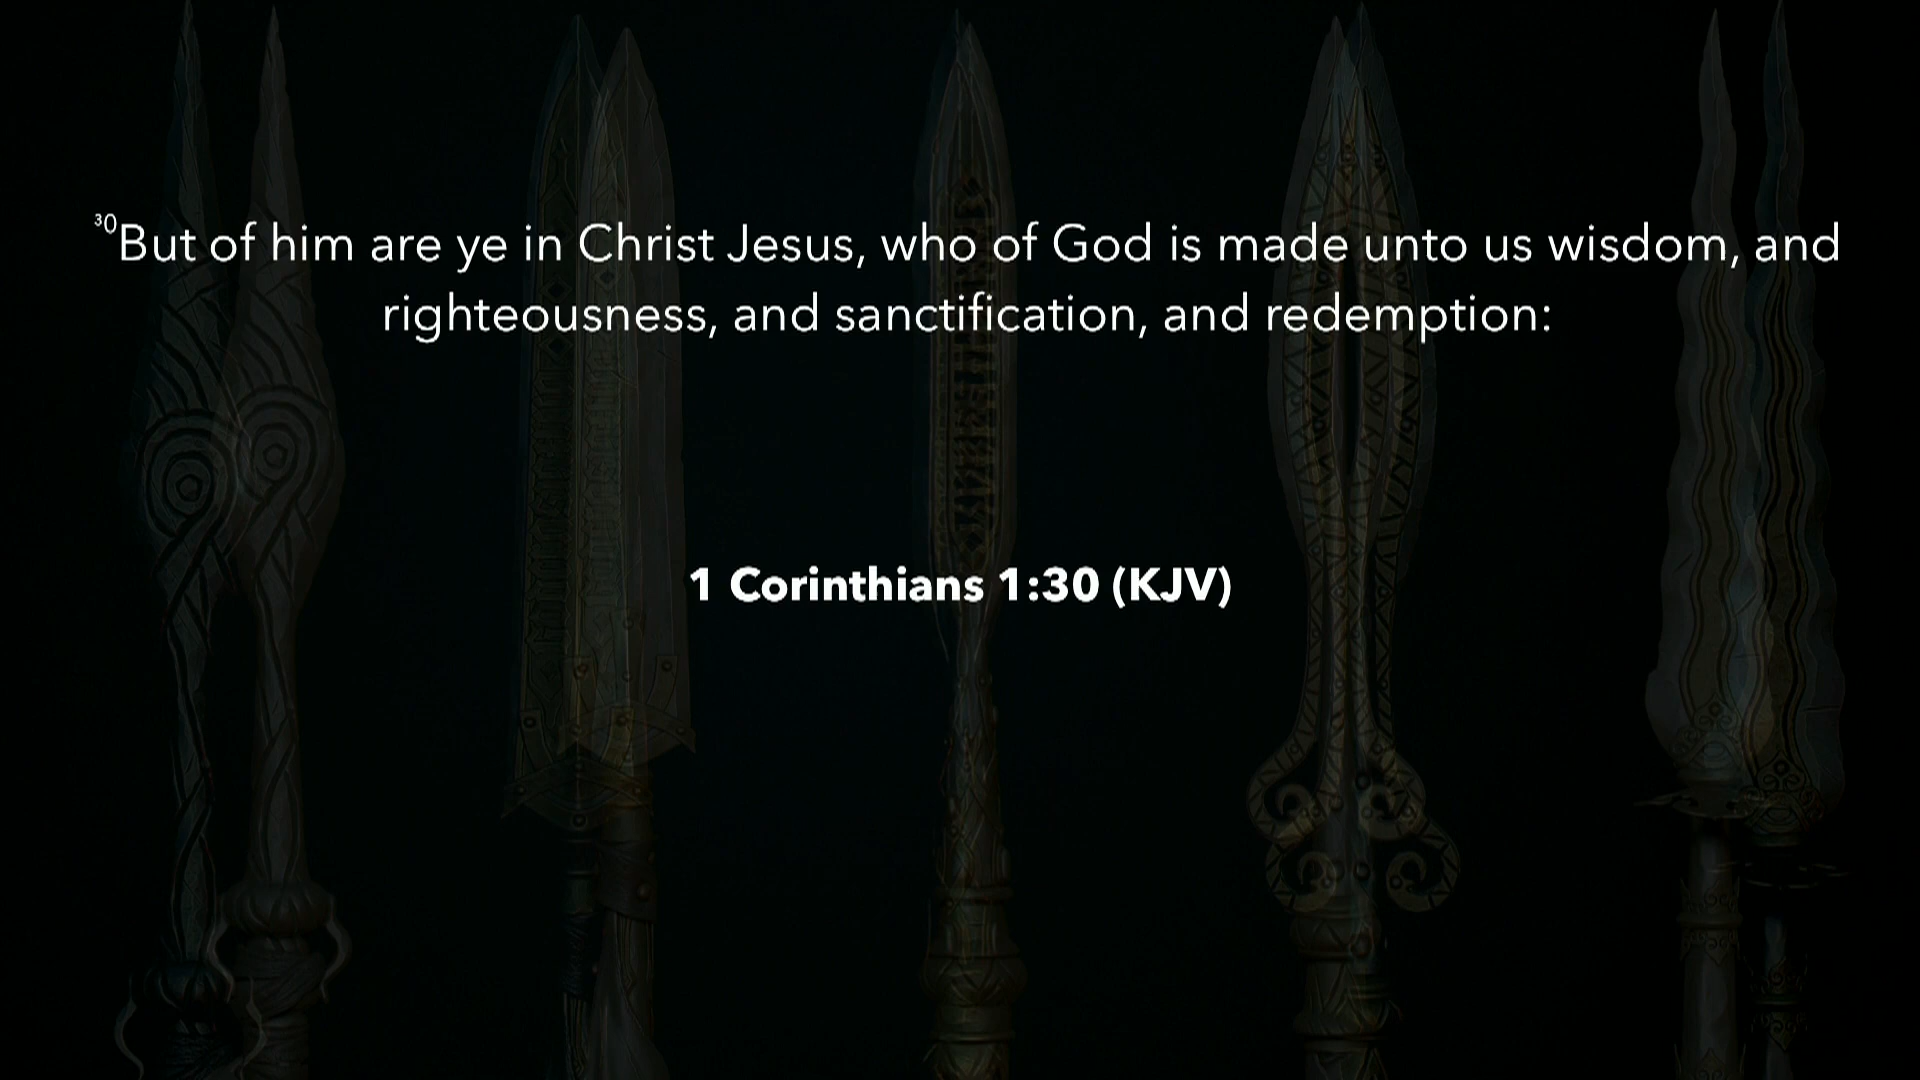 30But of him are ye in Christ Jesus, who of God is made unto us wisdom, and
righteousness, and sanctification, and redemption:
1 Corinthians 1:30 (KJV)